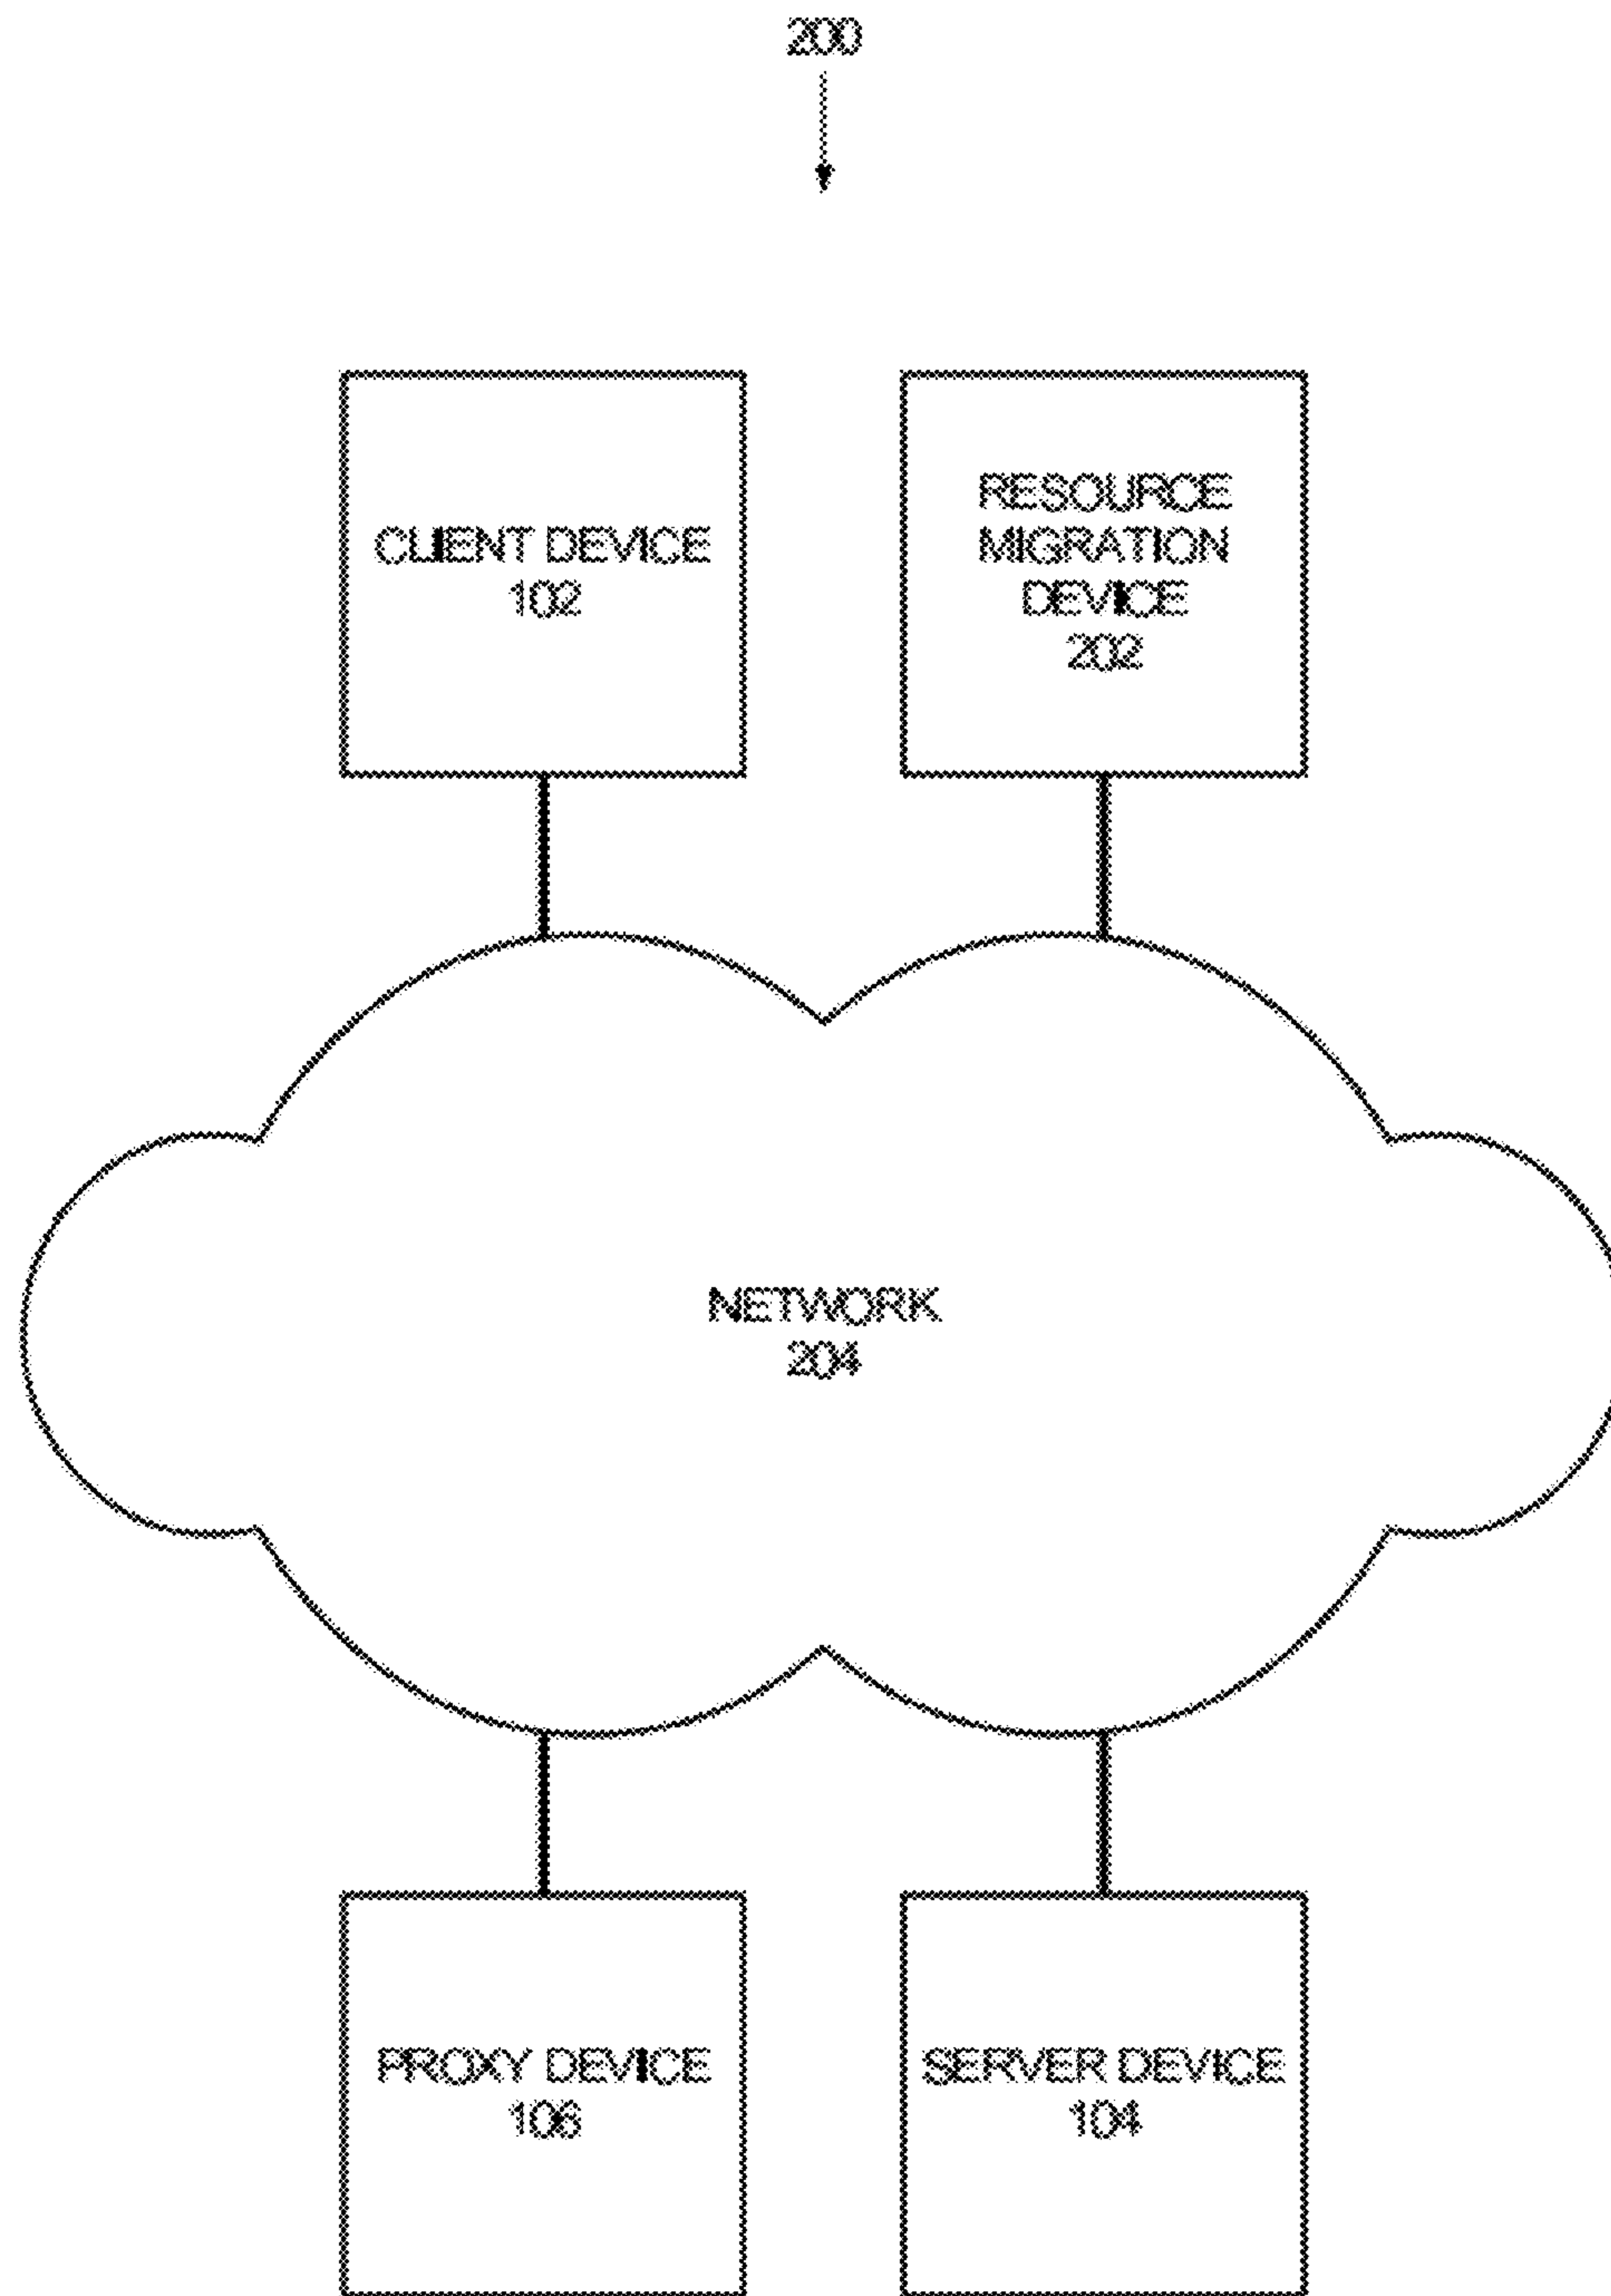 200
CLIENT DEVICE
102
RESOURCE
MIGRATION
DEVICE
202
NETWORK
204
PROXY DEVICE
106
SERVER DEVICE
104